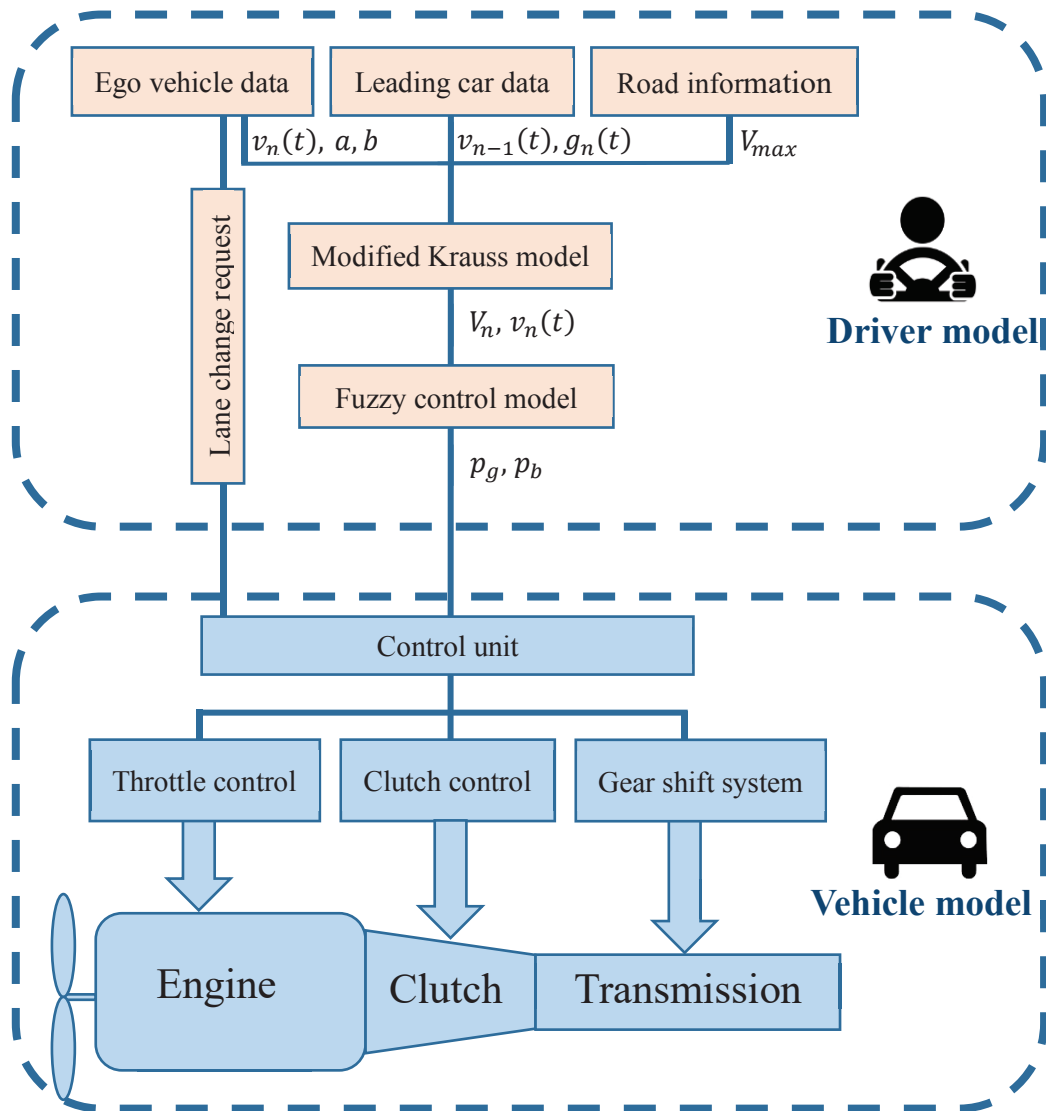 Ego vehicle data
Leading car data
Road information
v_n(t), a, b
v_{n−1}(t), g_n(t)
V_{max}
Lane change request
Modified Krauss model
V_n, v_n(t)
Driver model
Fuzzy control model
p_g, p_b
Control unit
Throttle control
Clutch control
Gear shift system
Vehicle model
Engine
Clutch
Transmission